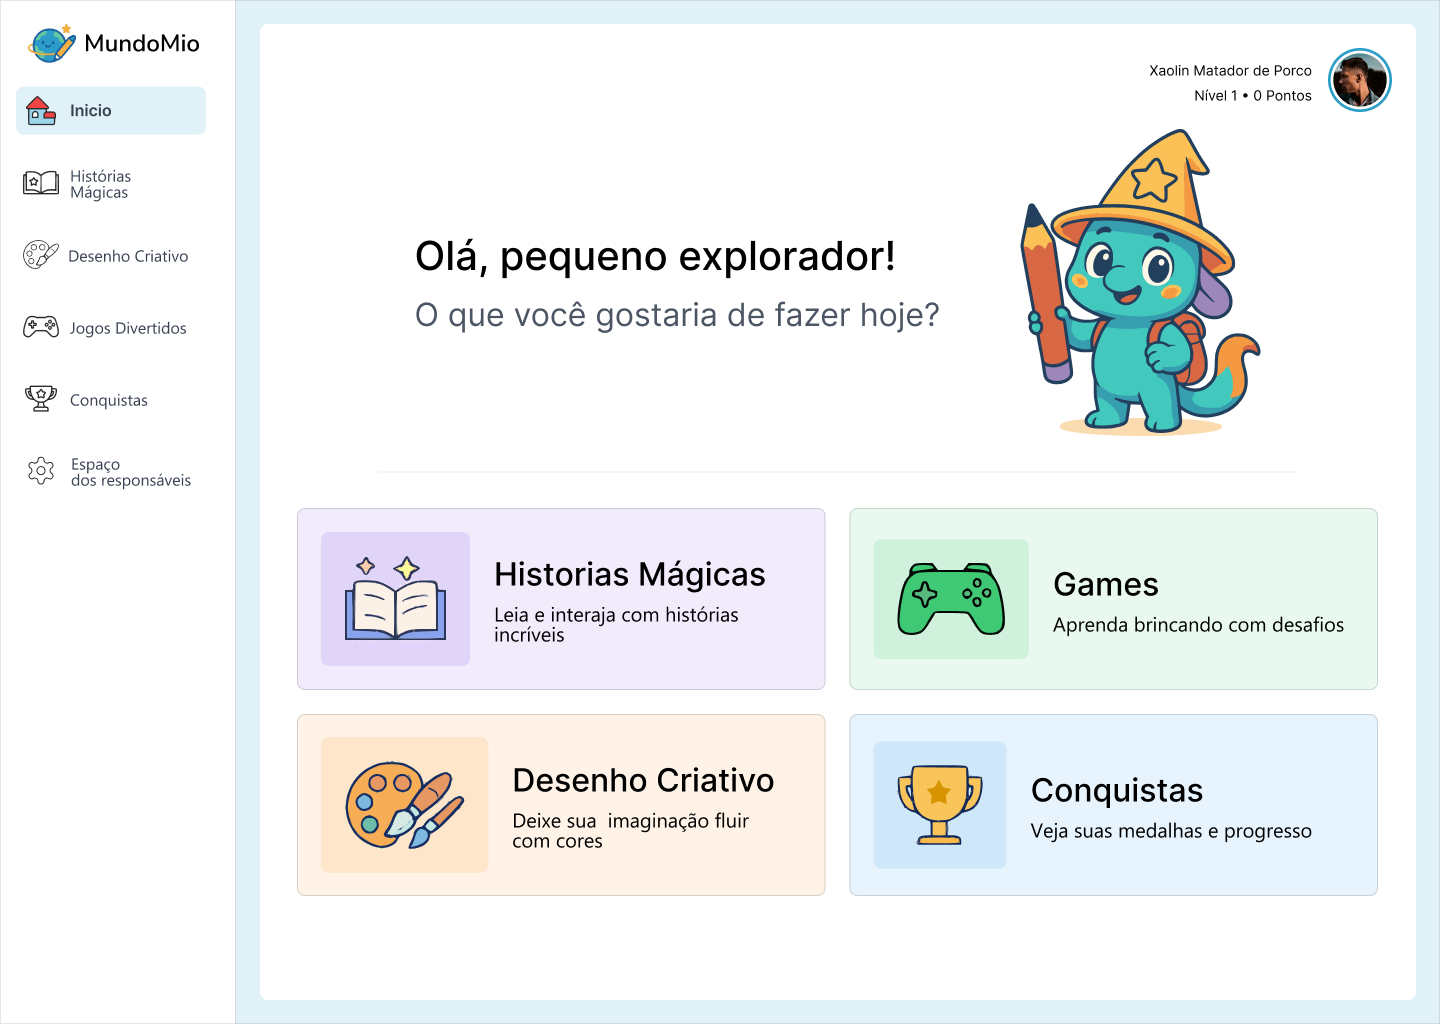 MundoMio
Inicio
Histórias
Mágicas
Desenho Criativo
Jogos Divertidos
Conquistas
Espaço
dos responsáveis
Xaolin Matador de Porco
Nível 1 • 0 Pontos
Olá, pequeno explorador!
O que você gostaria de fazer hoje?
Historias Mágicas
Leia e interaja com histórias
incríveis
Games
Aprenda brincando com desafios
Desenho Criativo
Deixe sua  imaginação fluir
com cores
Conquistas
Veja suas medalhas e progresso